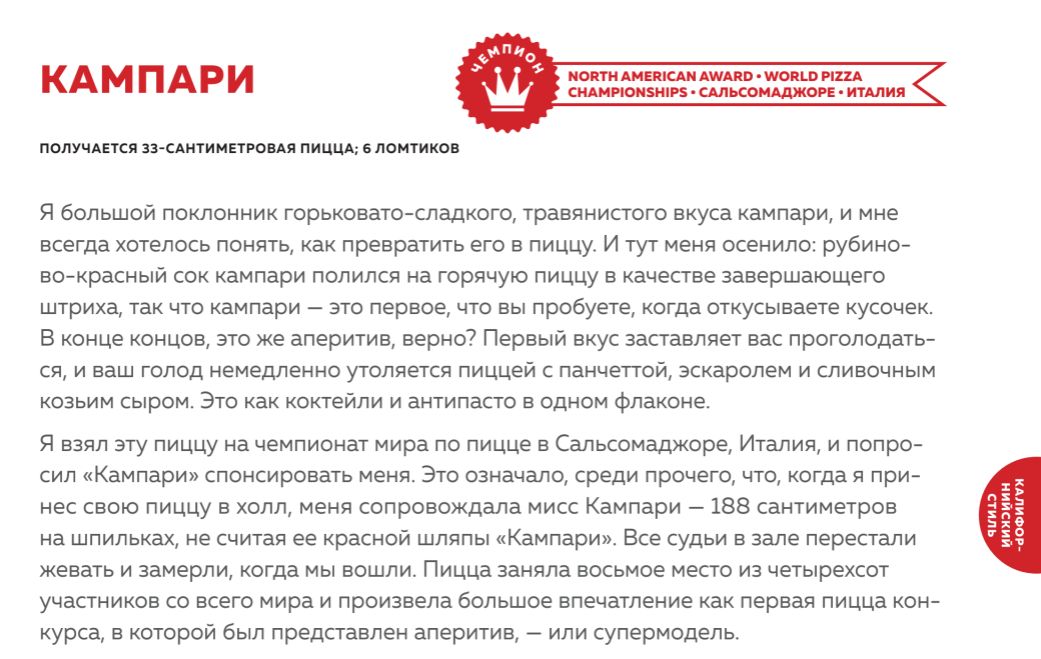 КАМПАРИ
ЧЕМПИОН
NORTH AMERICAN AWARD • WORLD PIZZA
CHAMPIONSHIPS • САЛЬСОМАДЖОРЕ • ИТАЛИЯ
ПОЛУЧАЕТСЯ 33-САНТИМЕТРОВАЯ ПИЦЦА; 6 ЛОМТИКОВ
Я большой поклонник горьковато-сладкого, травянистого вкуса кампари, и мне
всегда хотелось понять, как превратить его в пиццу. И тут меня осенило: рубино-
во-красный сок кампари полился на горячую пиццу в качестве завершающего
штриха, так что кампари — это первое, что вы пробуете, когда откусываете кусочек.
В конце концов, это же аперитив, верно? Первый вкус заставляет вас проголодать-
ся, и ваш голод немедленно утоляется пиццей с панчеттой, эскаролем и сливочным
козьим сыром. Это как коктейли и антипасто в одном флаконе.
Я взял эту пиццу на чемпионат мира по пицце в Сальсомаджоре, Италия, и попро-
сил «Кампари» спонсировать меня. Это означало, среди прочего, что, когда я при-
нес свою пиццу в холл, меня сопровождала мисс Кампари — 188 сантиметров
на шпильках, не считая ее красной шляпы «Кампари». Все судьи в зале перестали
жевать и замерли, когда мы вошли. Пицца заняла восьмое место из четырехсот
участников со всего мира и произвела большое впечатление как первая пицца кон-
курса, в которой был представлен аперитив, — или супермодель.
КАЛИФОР-
НИЙСКИЙ
СТИЛЬ